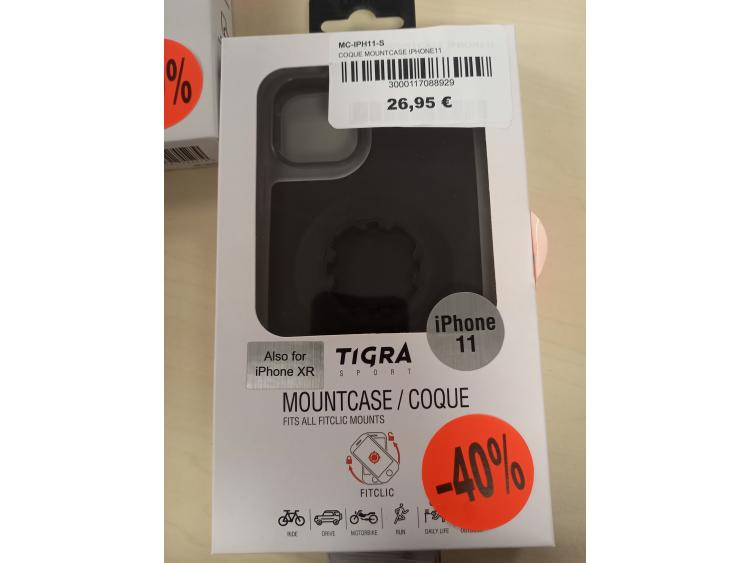 MC-IPH11-S
COQUE MOUNTCASE IPHONE11
3000117088929
26,95 €
%
iPhone
11
Also for
iPhone XR
TIGRA
SPORT
MOUNTCASE / COQUE
FITS ALL FITCLIC MOUNTS
FITCLIC
-40%
RIDE
DRIVE
MOTORBIKE
RUN
DAILY LIFE